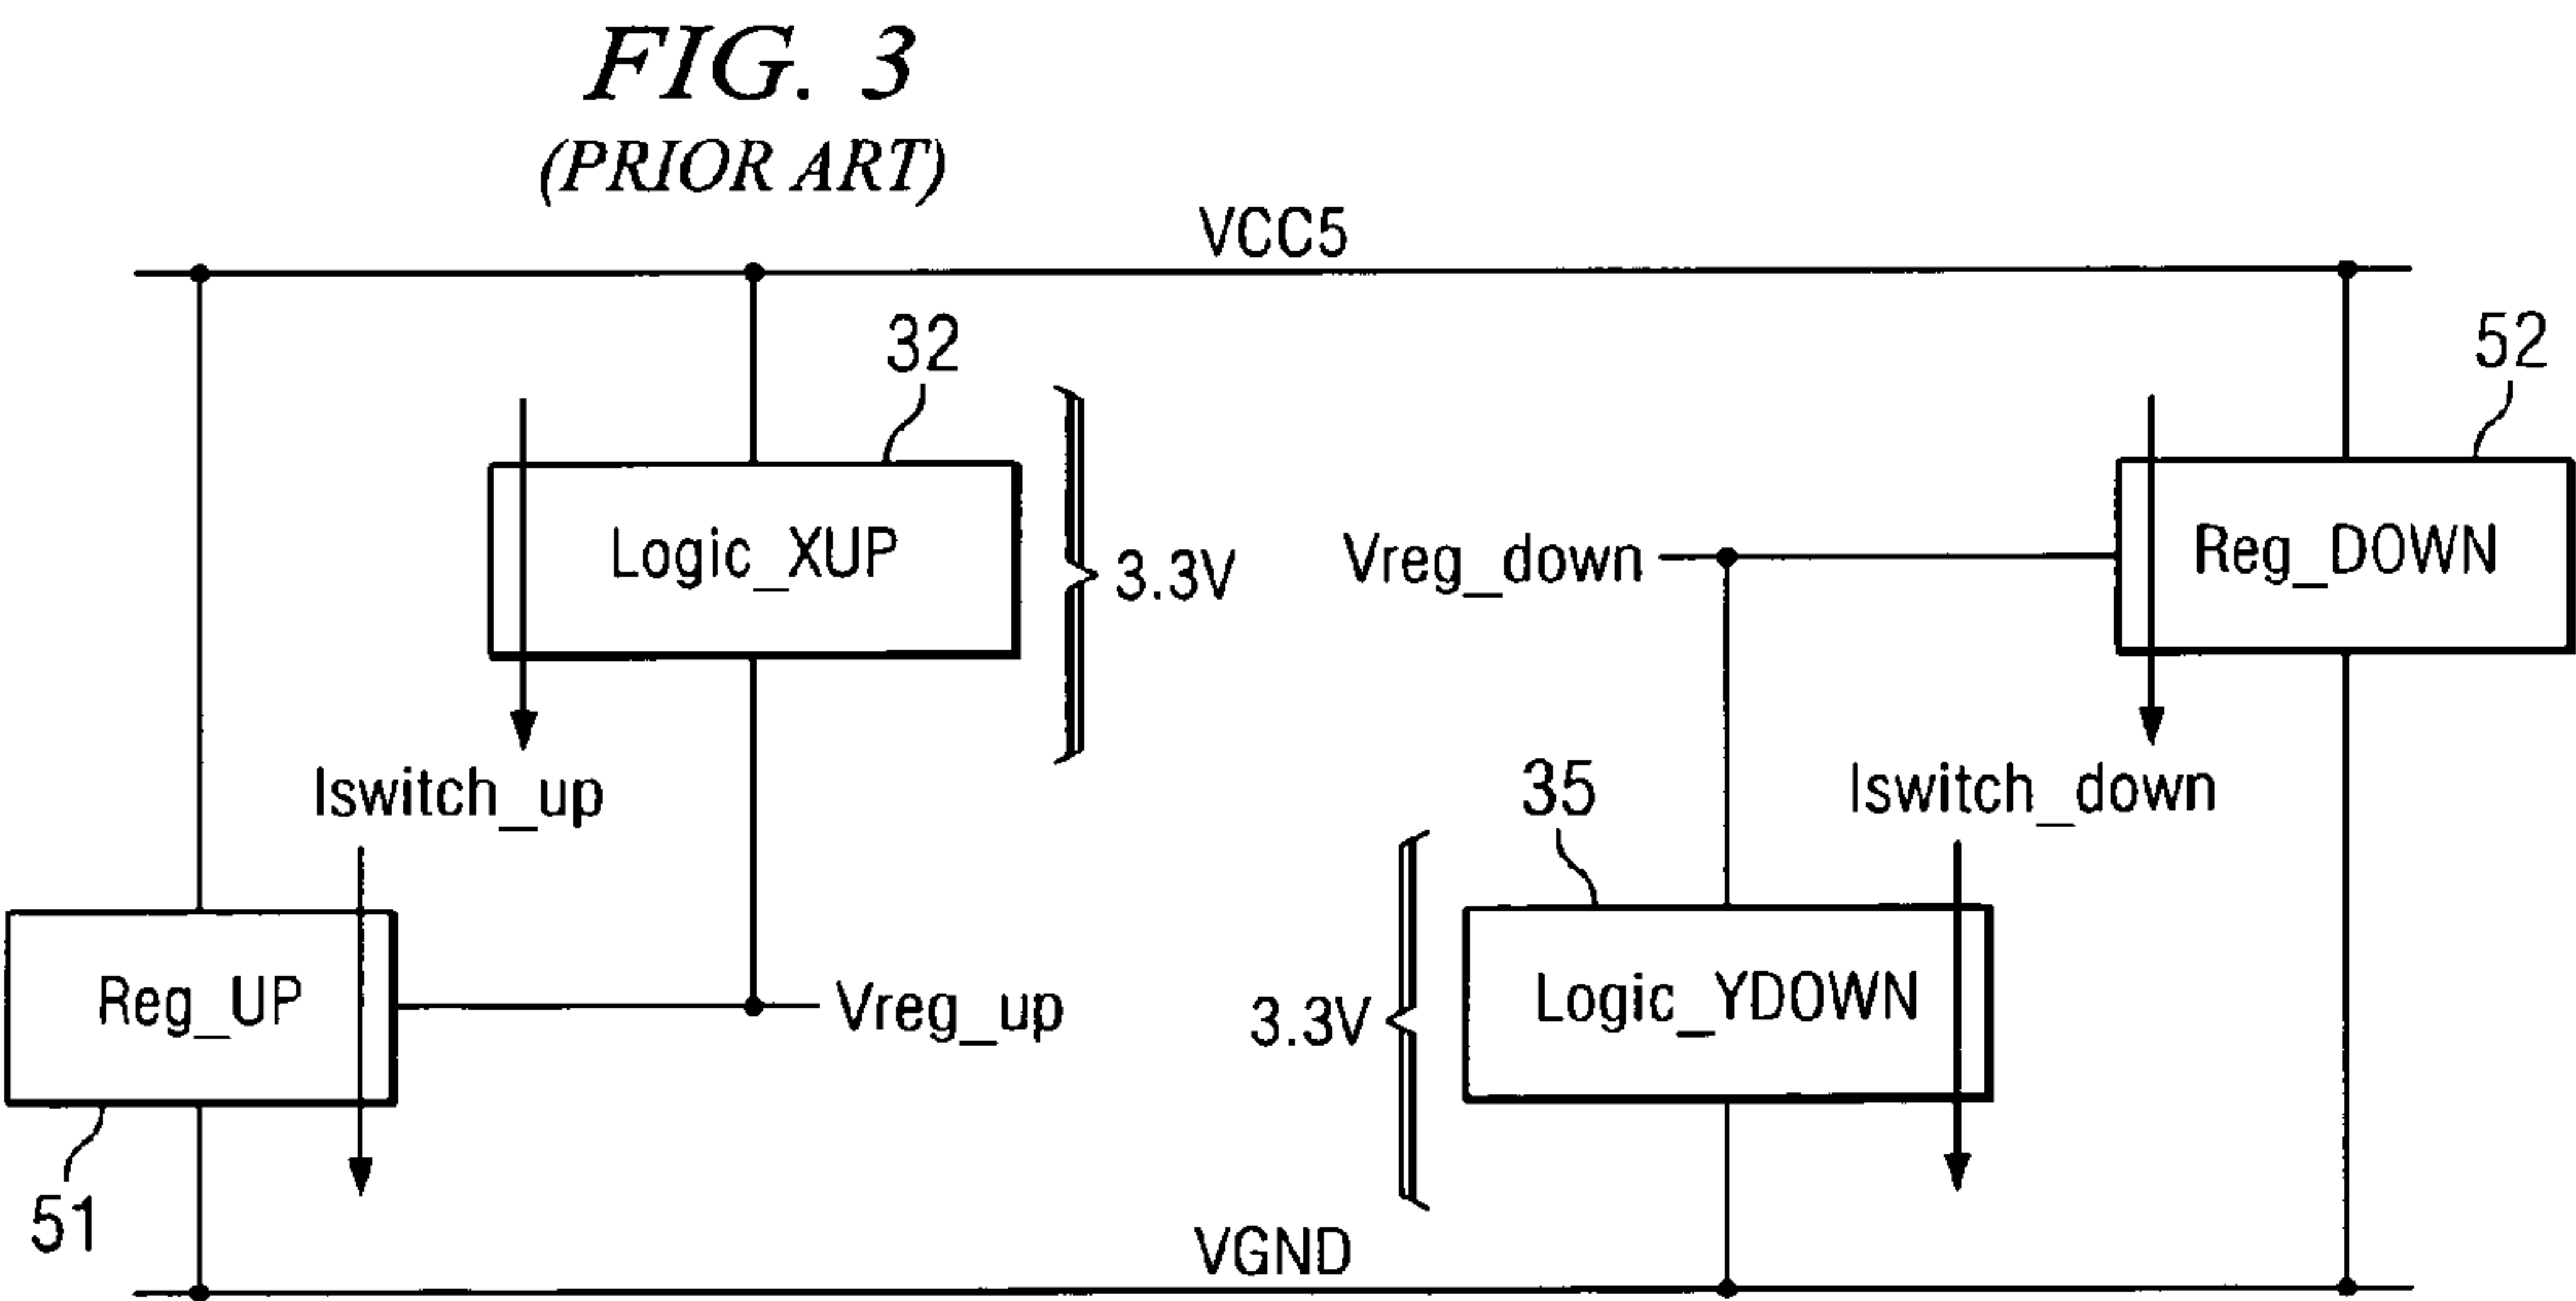 FIG. 3
(PRIOR ART)
VCC5
32
52
Logic_XUP
3.3V
Vreg_down
Reg_DOWN
Iswitch_up
35
Iswitch_down
Reg_UP
Vreg_up
3.3V
Logic_YDOWN
51
VGND